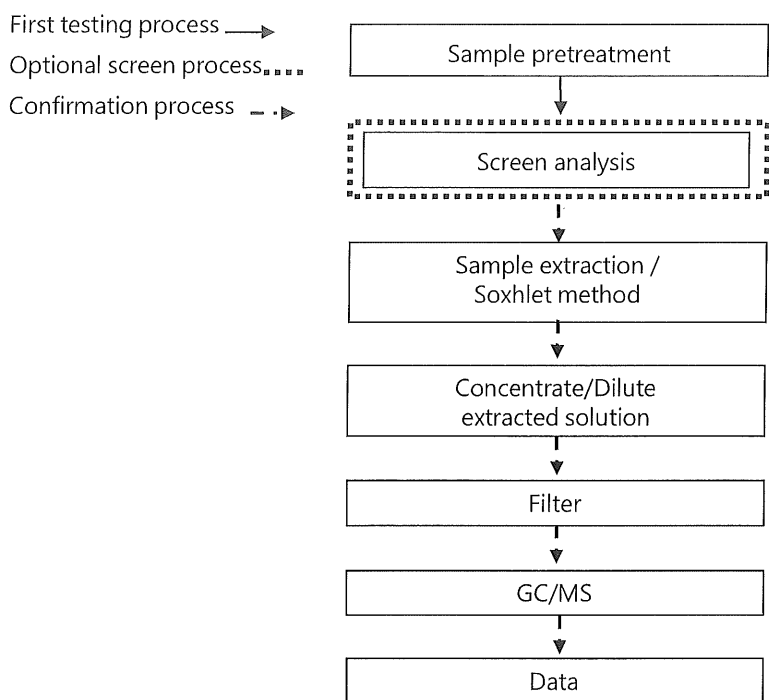 First testing process
Optional screen process
Confirmation process
Sample pretreatment
Screen analysis
Sample extraction /
Soxhlet method
Concentrate/Dilute
extracted solution
Filter
GC/MS
Data